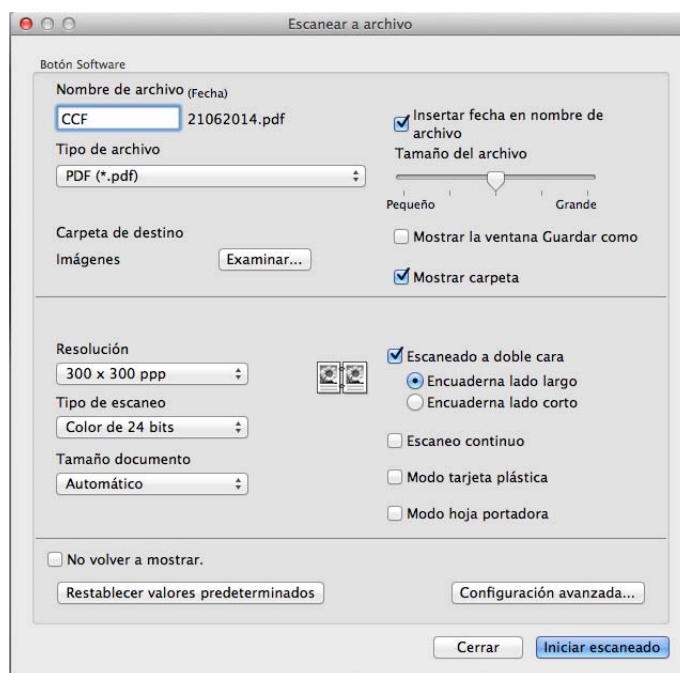 Escanear a archivo
Botón Software
Nombre de archivo (Fecha)
CCF 21062014.pdf
Insertar fecha en nombre de
archivo
Tipo de archivo
PDF (*.pdf)
Tamaño del archivo
Pequeño Grande
Carpeta de destino
Imágenes Examinar...
Mostrar la ventana Guardar como
Mostrar carpeta
Resolución
300 x 300 ppp
Tipo de escaneo
Color de 24 bits
Tamaño documento
Automático
Escaneado a doble cara
Encuaderna lado largo
Encuaderna lado corto
Escaneo continuo
Modo tarjeta plástica
Modo hoja portadora
No volver a mostrar.
Restablecer valores predeterminados
Configuración avanzada...
Cerrar
Iniciar escaneado